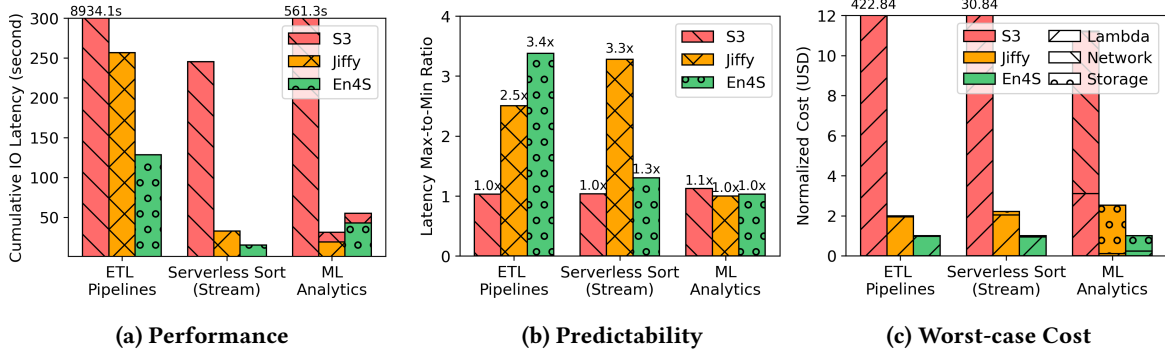 8934.1s
561.3s
Cumulative IO Latency (second)
300
250
200
150
100
50
S3
Jiffy
En4S
ETL
Pipelines
Serverless Sort
(Stream)
ML
Analytics
(a) Performance
Latency Max-to-Min Ratio
4
3
2
1
0
1.0x
2.5x
3.4x
1.0x
3.3x
1.3x
1.1x
1.0x
1.0x
S3
Jiffy
En4S
ETL
Pipelines
Serverless Sort
(Stream)
ML
Analytics
(b) Predictability
422.84
30.84
Normalized Cost (USD)
12
10
8
6
4
2
0
S3
Jiffy
En4S
Lambda
Network
Storage
ETL
Pipelines
Serverless Sort
(Stream)
ML
Analytics
(c) Worst-case Cost